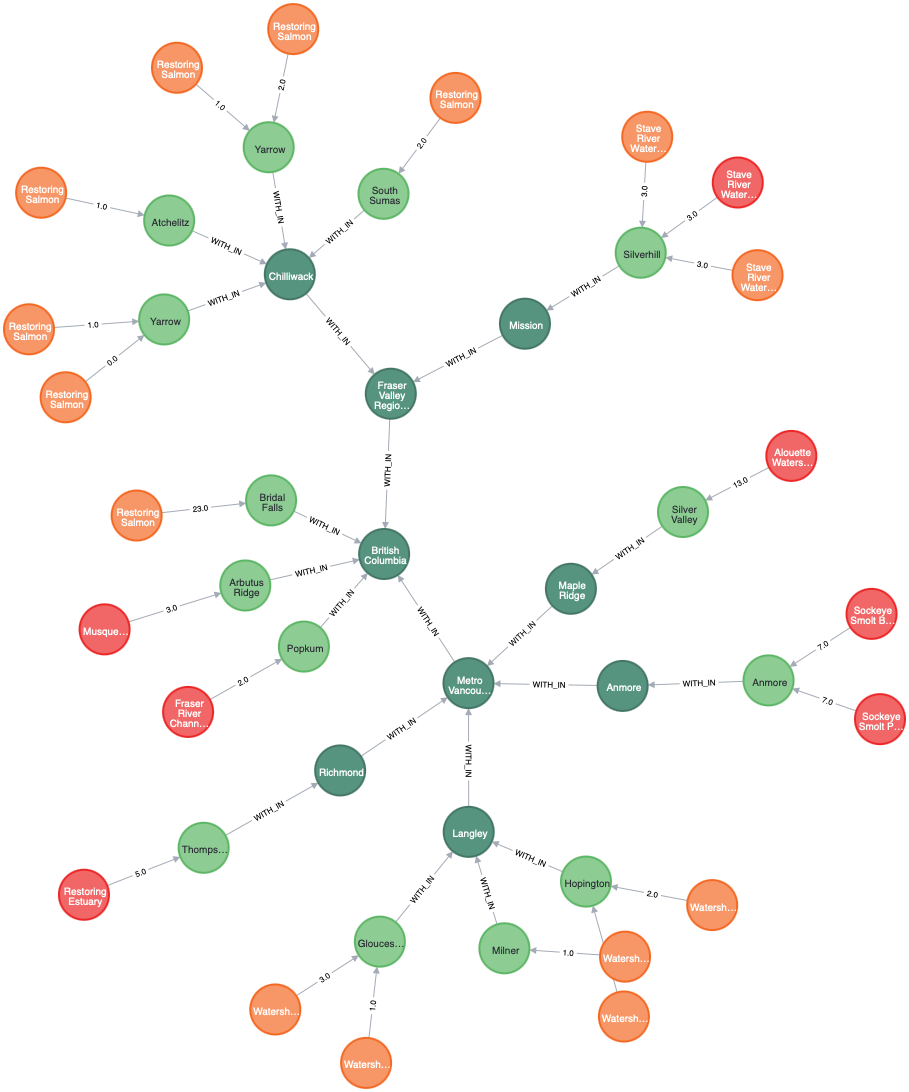 Restoring
Salmon
Restoring
Salmon
2.0
1.0
Restoring
Salmon
Yarrow
2.0
Stave
River
Water…
Stave
River
Water…
Restoring
Salmon
1.0
WITH_IN
South
Sumas
3.0
3.0
Atchelitz
WITH_IN
WITH_IN
Silverhill
3.0
Stave
River
Water…
Chilliwack
WITH_IN
WITH_IN
Restoring
Salmon
1.0
Yarrow
WITH_IN
Mission
0.0
WITH_IN
Restoring
Salmon
Fraser
Valley
Regio…
WITH_IN
Alouette
Waters…
13.0
Restoring
Salmon
23.0
Bridal
Falls
WITH_IN
Silver
Valley
British
Columbia
WITH_IN
Arbutus
Ridge
WITH_IN
Maple
Ridge
Musque…
3.0
WITH_IN
WITH_IN
WITH_IN
Sockeye
Smolt B…
Popkum
7.0
2.0
Metro
Vancou…
WITH_IN
Anmore
WITH_IN
Anmore
7.0
Sockeye
Smolt P…
Fraser
River
Chann…
WITH_IN
WITH_IN
Richmond
WITH_IN
Langley
Thomps…
5.0
Restoring
Estuary
WITH_IN
WITH_IN
WITH_IN
Hopington
2.0
Watersh…
Glouces…
Milner
1.0
Watersh…
3.0
1.0
Watersh…
Watersh…
Watersh…